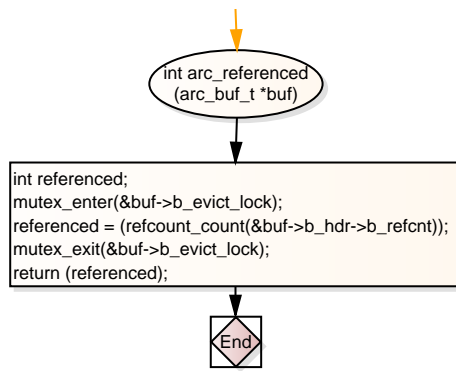 int arc_referenced
(arc_buf_t *buf)
int referenced;
mutex_enter(&buf->b_evict_lock);
referenced = (refcount_count(&buf->b_hdr->b_refcnt));
mutex_exit(&buf->b_evict_lock);
return (referenced);
End